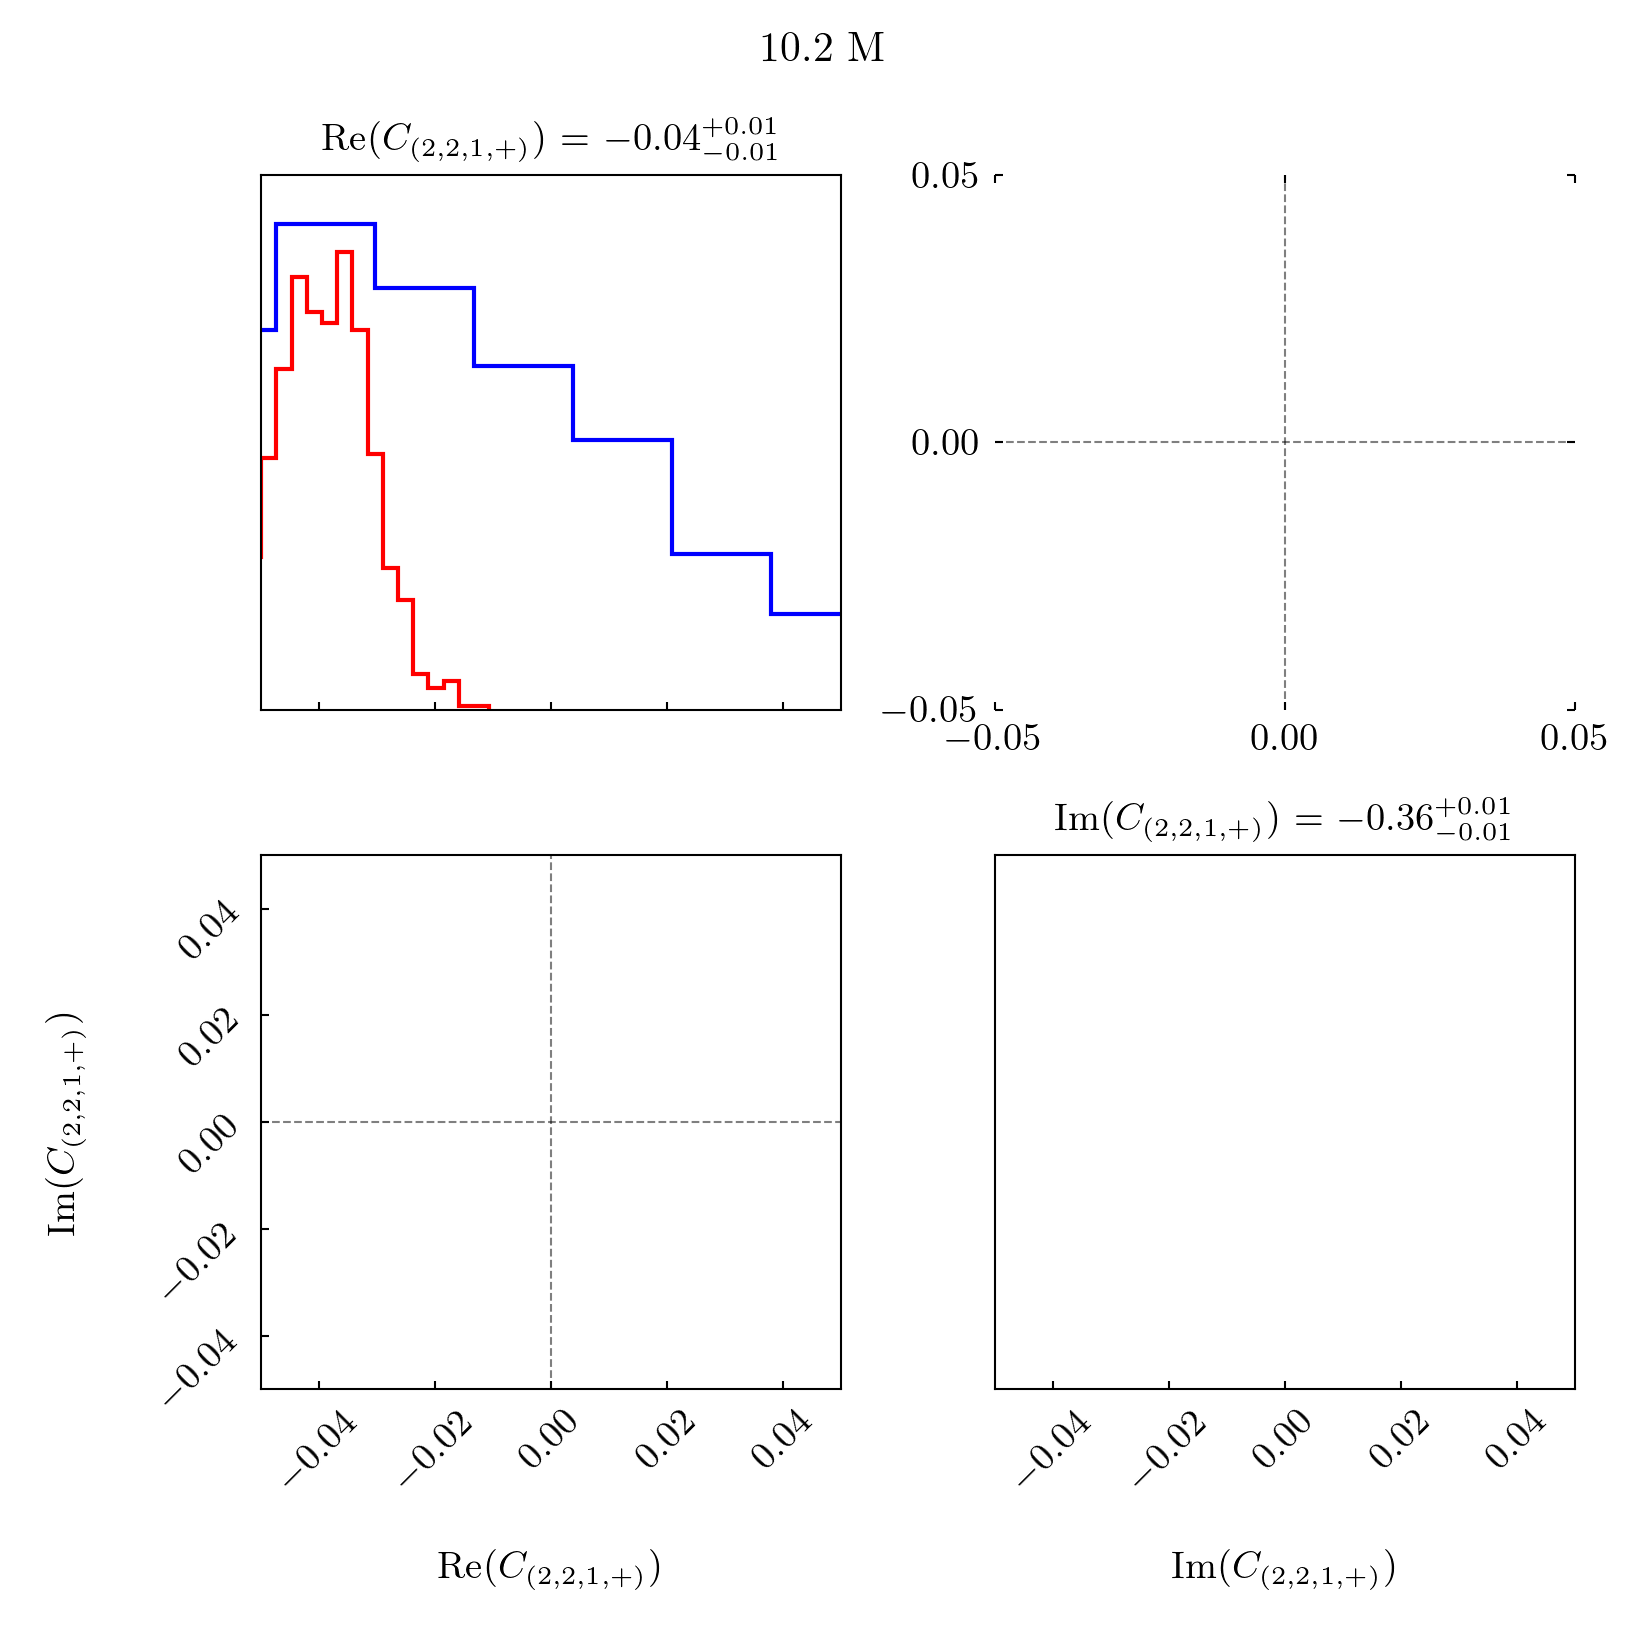 10.2 M
Re(C_{(2,2,1,+)}) = −0.04^{+0.01}_{−0.01}
0.05
0.00
−0.05
−0.05 0.00 0.05
Im(C_{(2,2,1,+)}) = −0.36^{+0.01}_{−0.01}
Im(C_{(2,2,1,+)})
0.04
0.02
0.00
−0.02
−0.04
−0.04 −0.02 0.00 0.02 0.04
−0.04 −0.02 0.00 0.02 0.04
Re(C_{(2,2,1,+)})
Im(C_{(2,2,1,+)})